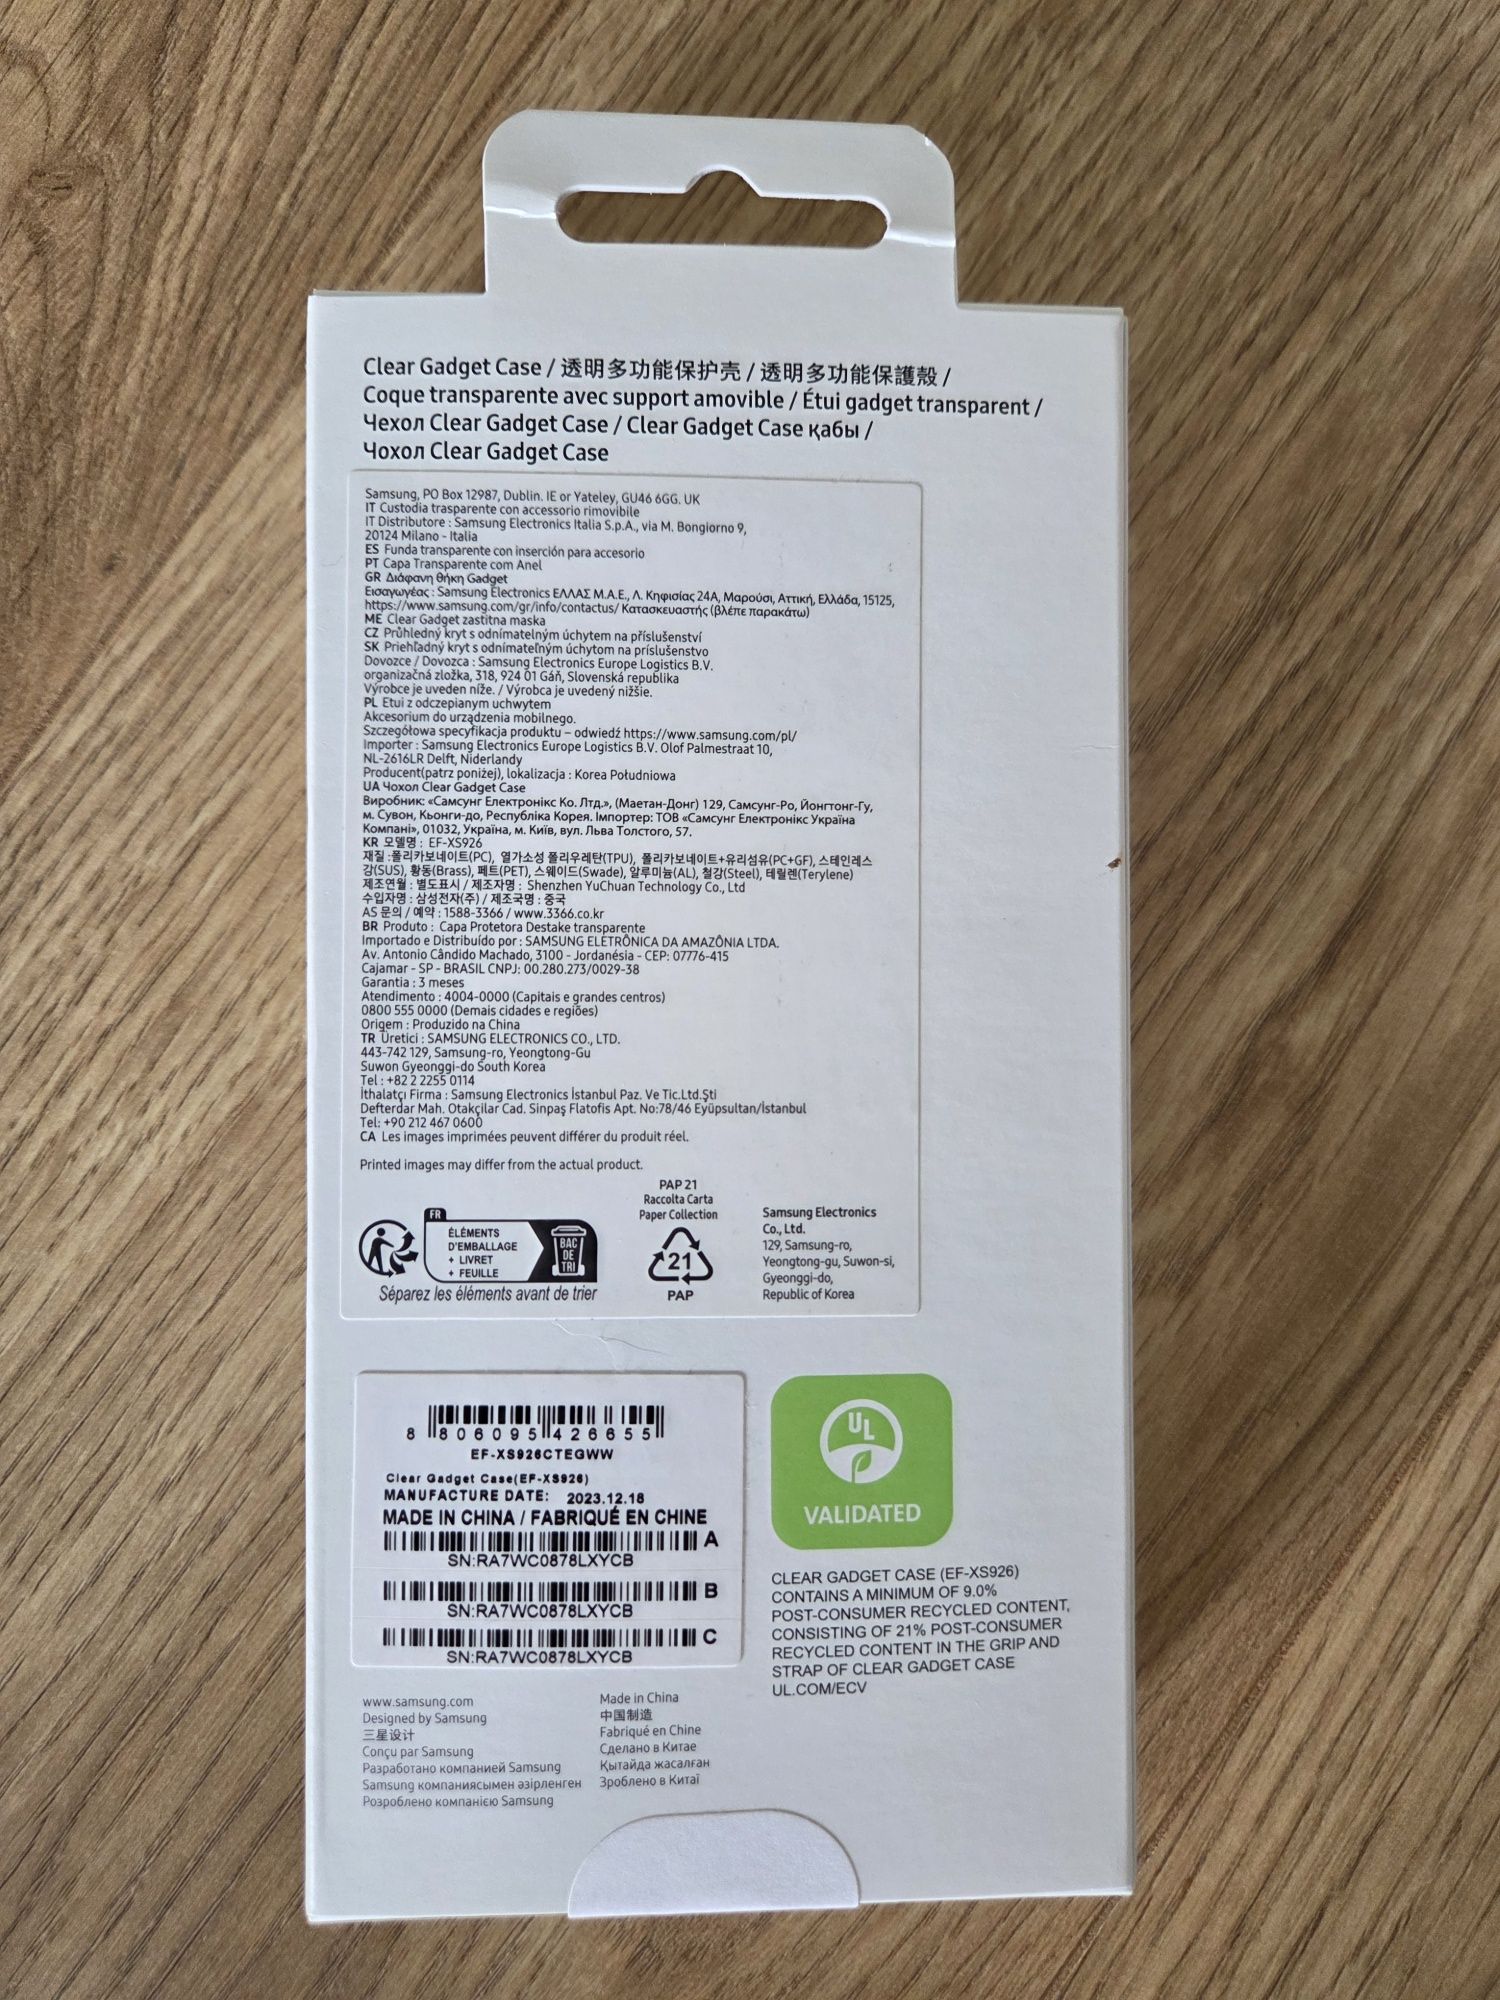 Clear Gadget Case / 透明多功能保护壳 / 透明多功能保護殼 /
Coque transparente avec support amovible / Étui gadget transparent /
Чехол Clear Gadget Case / Clear Gadget Case қабы /
Чохол Clear Gadget Case
Samsung, PO Box 12987, Dublin. IE or Yateley, GU46 6GG. UK
IT Custodia trasparente con accessorio rimovibile
IT Distributore : Samsung Electronics Italia S.p.A., via M. Bongiorno 9,
20124 Milano - Italia
ES Funda transparente con inserción para accesorio
PT Capa Transparente com Anel
GR Διάφανη θήκη Gadget
Εισαγωγέας : Samsung Electronics ΕΛΛΑΣ Μ.Α.Ε., Λ. Κηφισίας 24Α, Μαρούσι, Αττική, Ελλάδα, 15125,
https://www.samsung.com/gr/info/contactus/ Κατασκευαστής (βλέπε παρακάτω)
ME Clear Gadget zastitna maska
CZ Průhledný kryt s odnímatelným úchytem na příslušenství
SK Priehľadný kryt s odnímateľným úchytom na príslušenstvo
Dovozce / Dovozca : Samsung Electronics Europe Logistics B.V.
organizačná zložka, 318, 924 01 Gáň, Slovenská republika
Výrobce je uveden níže. / Výrobca je uvedený nižšie.
PL Etui z odczepianym uchwytem
Akcesorium do urządzenia mobilnego.
Szczegółowa specyfikacja produktu – odwiedź https://www.samsung.com/pl/
Importer : Samsung Electronics Europe Logistics B.V. Olof Palmestraat 10,
NL-2616LR Delft, Niderlandy
Producent(patrz poniżej), lokalizacja : Korea Południowa
UA Чохол Clear Gadget Case
Виробник: «Самсунг Електронікс Ко. Лтд.», (Маетан-Донг) 129, Самсунг-Ро, Йонгтонг-Гу,
м. Сувон, Кьонги-до, Республіка Корея. Імпортер: ТОВ «Самсунг Електронікс Україна
Компані», 01032, Україна, м. Київ, вул. Льва Толстого, 57.
KR 모델명 : EF-XS926
재질 :폴리카보네이트(PC), 열가소성 폴리우레탄(TPU), 폴리카보네이트+유리섬유(PC+GF), 스테인레스
강(SUS), 황동(Brass), 페트(PET), 스웨이드(Swade), 알루미늄(AL), 철강(Steel), 테릴렌(Terylene)
제조연월 : 별도표시 / 제조자명 : Shenzhen YuChuan Technology Co., Ltd
수입자명 : 삼성전자(주) / 제조국명 : 중국
AS 문의 / 예약 : 1588-3366 / www.3366.co.kr
BR Produto : Capa Protetora Destake transparente
Importado e Distribuído por : SAMSUNG ELETRÔNICA DA AMAZÔNIA LTDA.
Av. Antonio Cândido Machado, 3100 - Jordanésia - CEP: 07776-415
Cajamar - SP - BRASIL CNPJ: 00.280.273/0029-38
Garantia : 3 meses
Atendimento : 4004-0000 (Capitais e grandes centros)
0800 555 0000 (Demais cidades e regiões)
Origem : Produzido na China
TR Üretici : SAMSUNG ELECTRONICS CO., LTD.
443-742 129, Samsung-ro, Yeongtong-Gu
Suwon Gyeonggi-do South Korea
Tel : +82 2 2255 0114
İthalatçı Firma : Samsung Electronics İstanbul Paz. Ve Tic.Ltd.Şti
Defterdar Mah. Otakçilar Cad. Sinpaş Flatofis Apt. No:78/46 Eyüpsultan/İstanbul
Tel: +90 212 467 0600
CA Les images imprimées peuvent différer du produit réel.
Printed images may differ from the actual product.
FR
ÉLÉMENTS
D'EMBALLAGE
+ LIVRET
+ FEUILLE
BAC
DE
TRI
Séparez les éléments avant de trier
PAP 21
Raccolta Carta
Paper Collection
21
PAP
Samsung Electronics
Co., Ltd.
129, Samsung-ro,
Yeongtong-gu, Suwon-si,
Gyeonggi-do,
Republic of Korea
8 806095 426655
EF-XS926CTEGWW
Clear Gadget Case(EF-XS926)
MANUFACTURE DATE: 2023.12.18
MADE IN CHINA / FABRIQUÉ EN CHINE
A
SN:RA7WC0878LXYCB
B
SN:RA7WC0878LXYCB
C
SN:RA7WC0878LXYCB
UL
VALIDATED
CLEAR GADGET CASE (EF-XS926)
CONTAINS A MINIMUM OF 9.0%
POST-CONSUMER RECYCLED CONTENT,
CONSISTING OF 21% POST-CONSUMER
RECYCLED CONTENT IN THE GRIP AND
STRAP OF CLEAR GADGET CASE
UL.COM/ECV
www.samsung.com
Designed by Samsung
三星设计
Conçu par Samsung
Разработано компанией Samsung
Samsung компаниясымен әзірленген
Розроблено компанією Samsung
Made in China
中国制造
Fabriqué en Chine
Сделано в Китае
Қытайда жасалған
Зроблено в Китаї